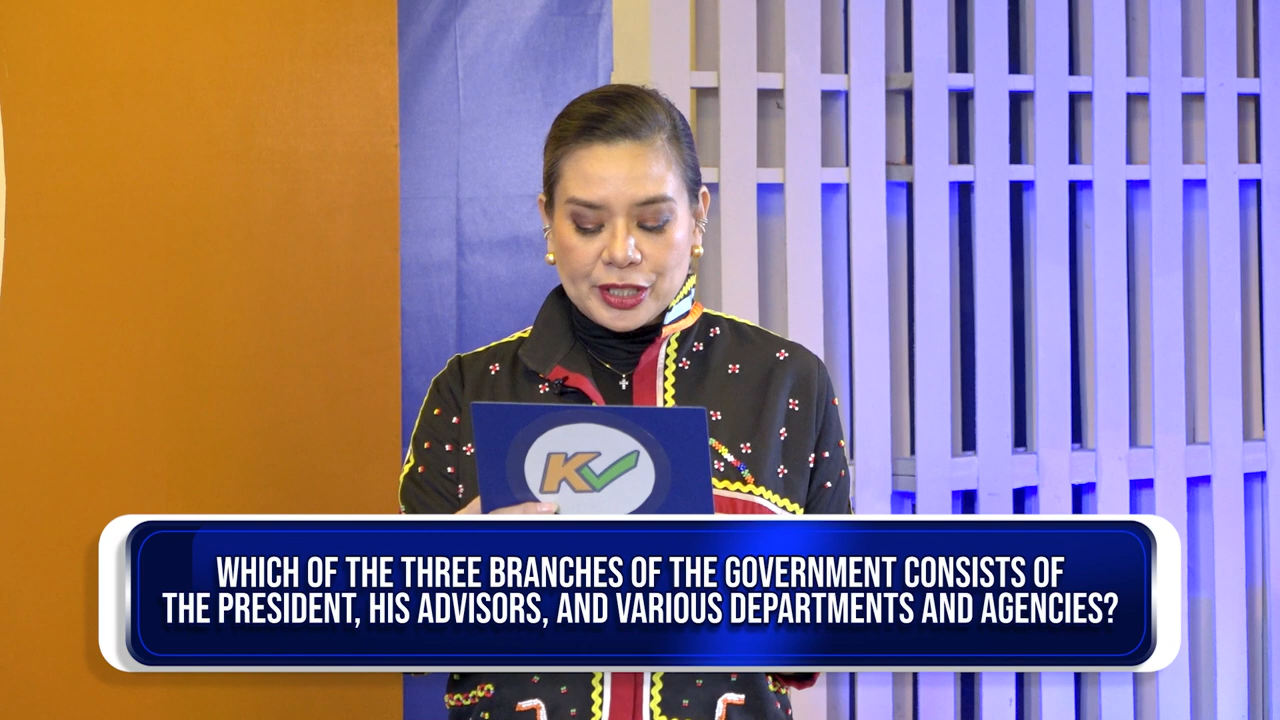 KV
WHICH OF THE THREE BRANCHES OF THE GOVERNMENT CONSISTS OF
THE PRESIDENT, HIS ADVISORS, AND VARIOUS DEPARTMENTS AND AGENCIES?